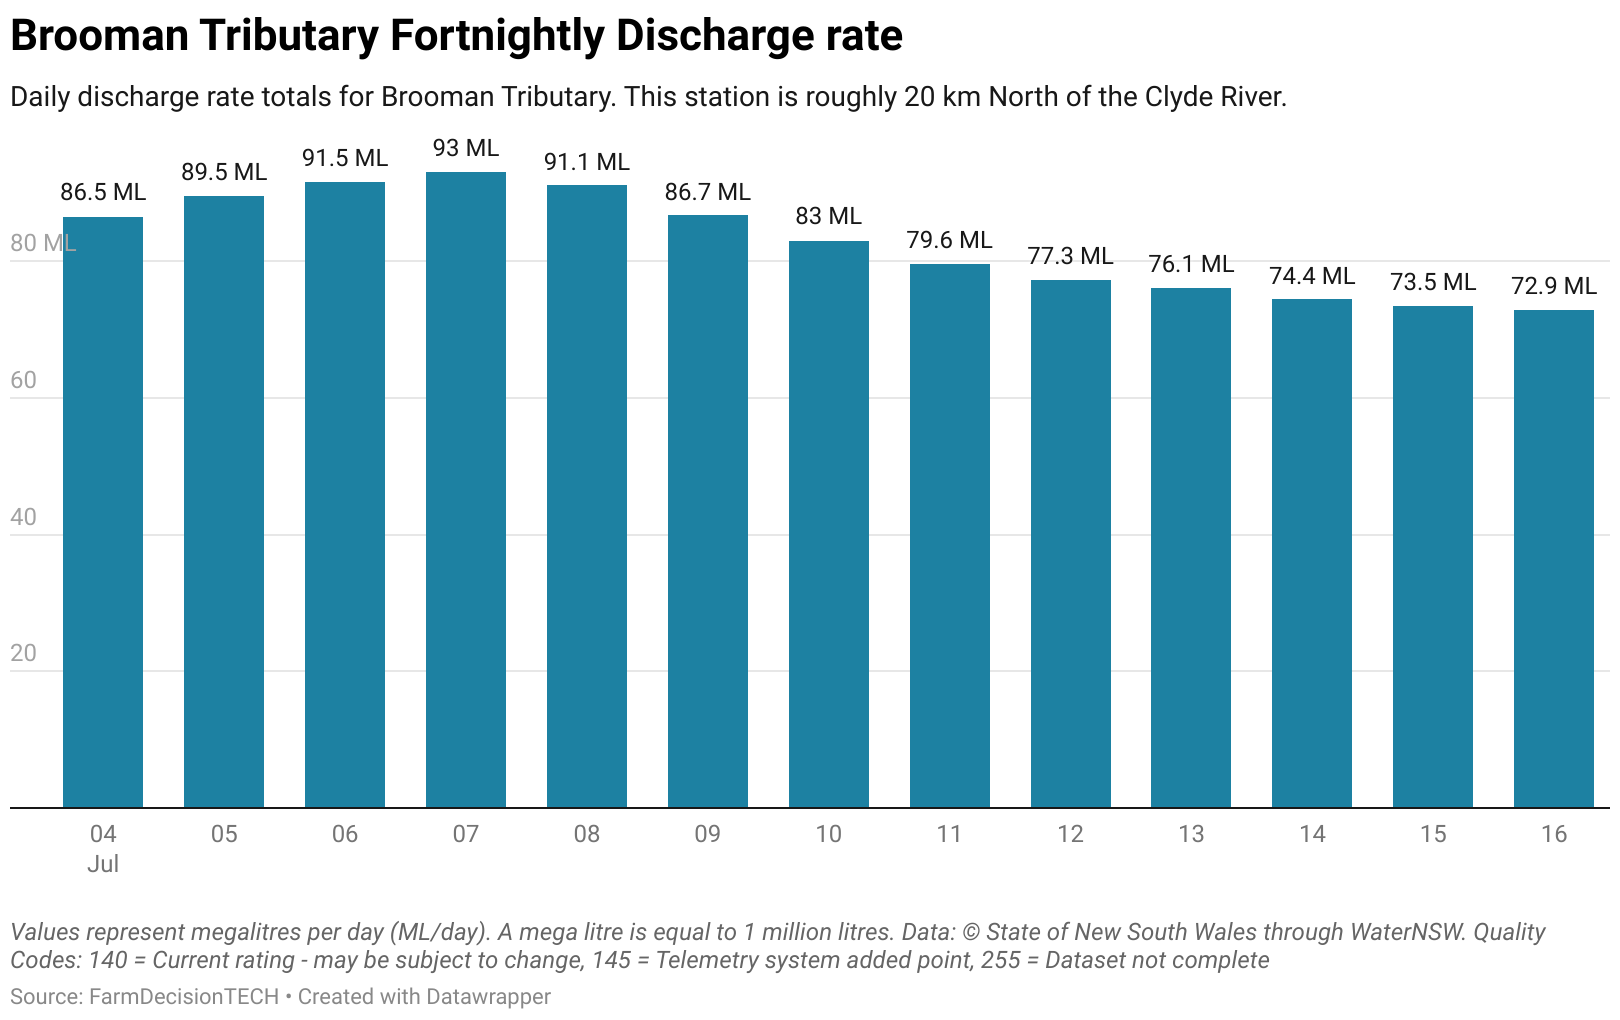 Brooman Tributary Fortnightly Discharge rate
Daily discharge rate totals for Brooman Tributary. This station is roughly 20 km North of the Clyde River.
86.5 ML
89.5 ML
91.5 ML
93 ML
91.1 ML
86.7 ML
83 ML
79.6 ML
77.3 ML
76.1 ML
74.4 ML
73.5 ML
72.9 ML
80 ML
60
40
20
04
05
06
07
08
09
10
11
12
13
14
15
16
Jul
Values represent megalitres per day (ML/day). A mega litre is equal to 1 million litres. Data: © State of New South Wales through WaterNSW. Quality
Codes: 140 = Current rating - may be subject to change, 145 = Telemetry system added point, 255 = Dataset not complete
Source: FarmDecisionTECH • Created with Datawrapper